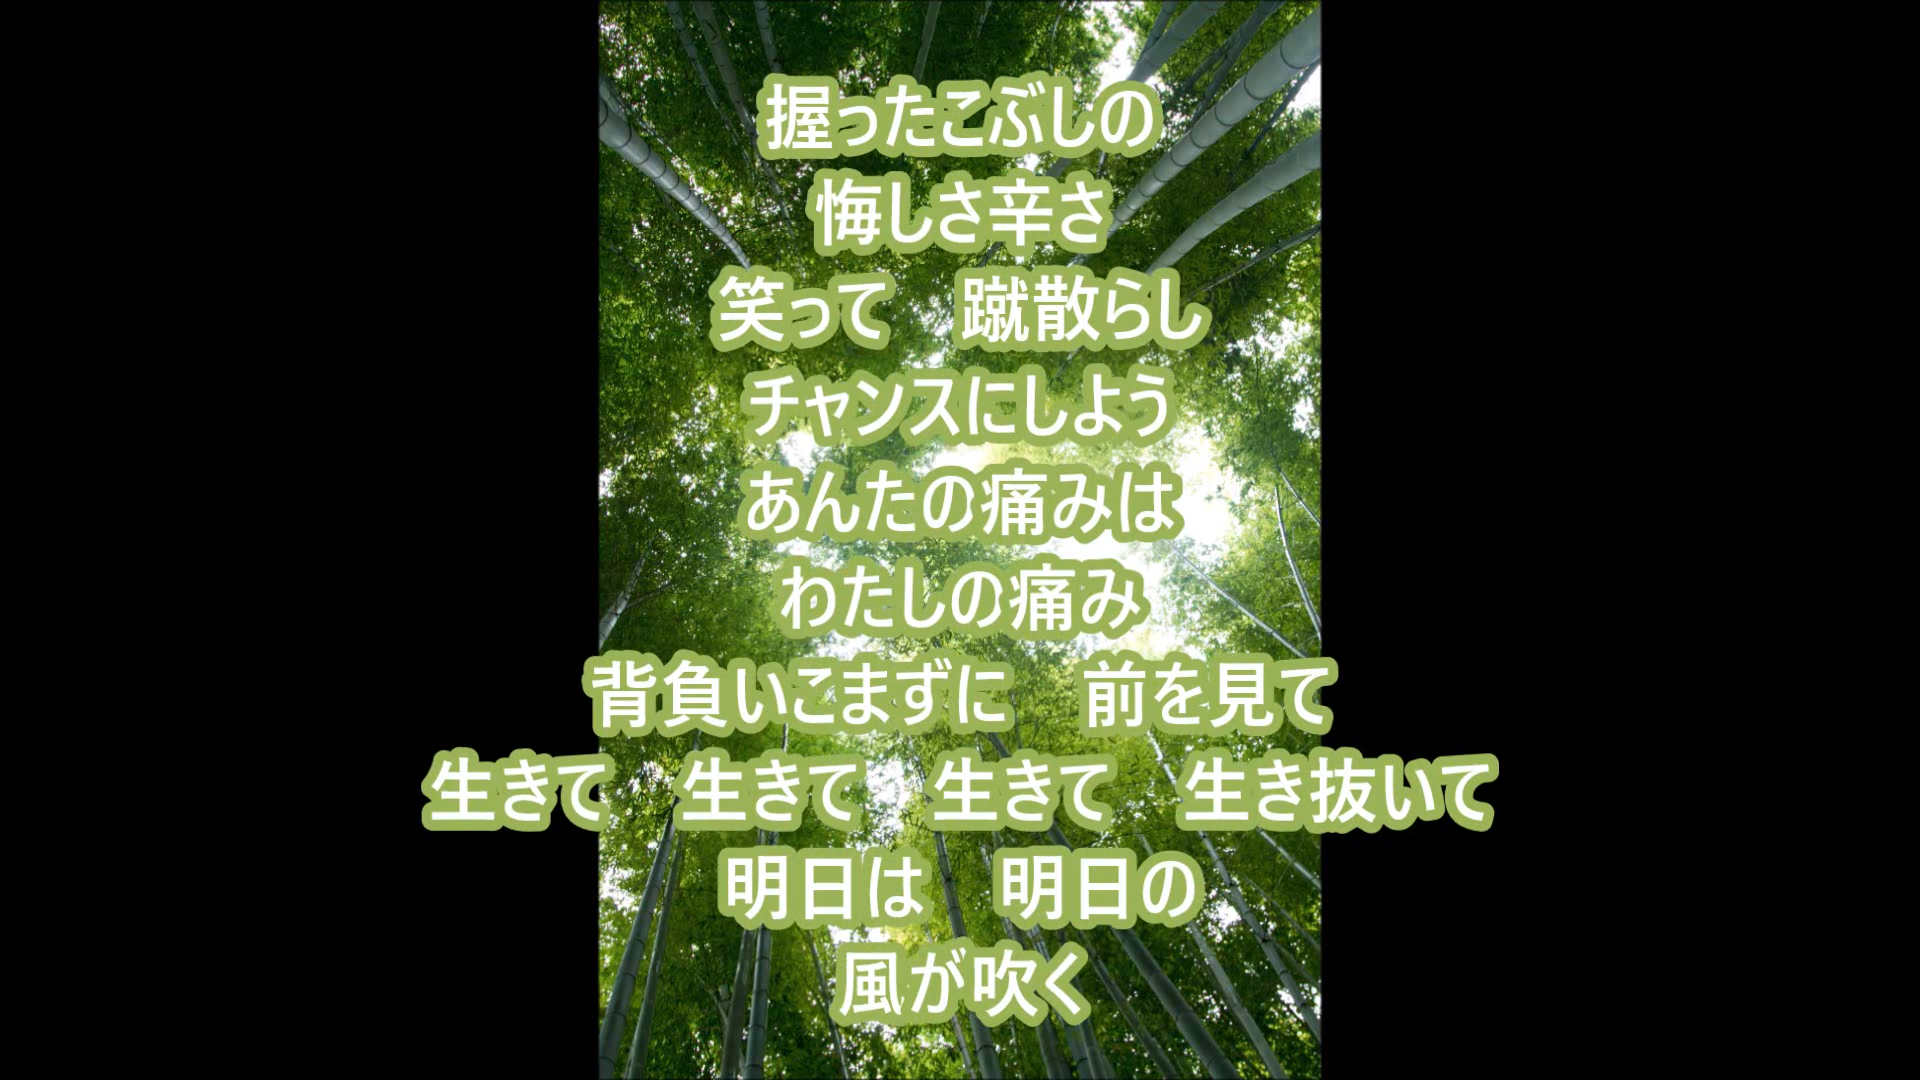 握ったこぶしの
悔しさ辛さ
笑って　蹴散らし
チャンスにしよう
あんたの痛みは
わたしの痛み
背負いこまずに　前を見て
生きて　生きて　生きて　生き抜いて
明日は　明日の
風が吹く